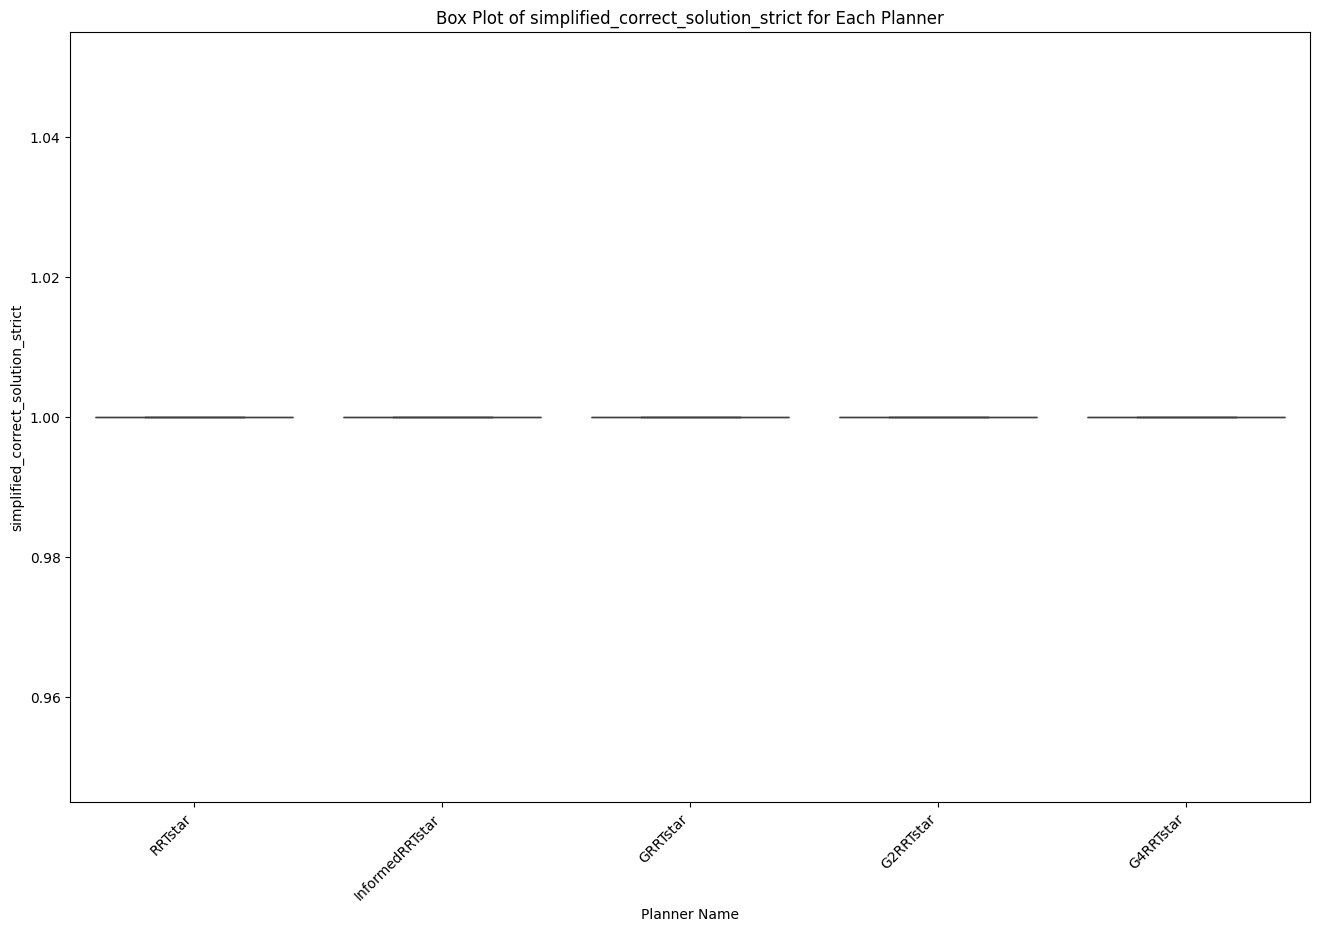 Box Plot of simplified_correct_solution_strict for Each Planner
simplified_correct_solution_strict
1.04
1.02
1.00
0.98
0.96
RRTstar
InformedRRTstar
GRRTstar
G2RRTstar
G4RRTstar
Planner Name